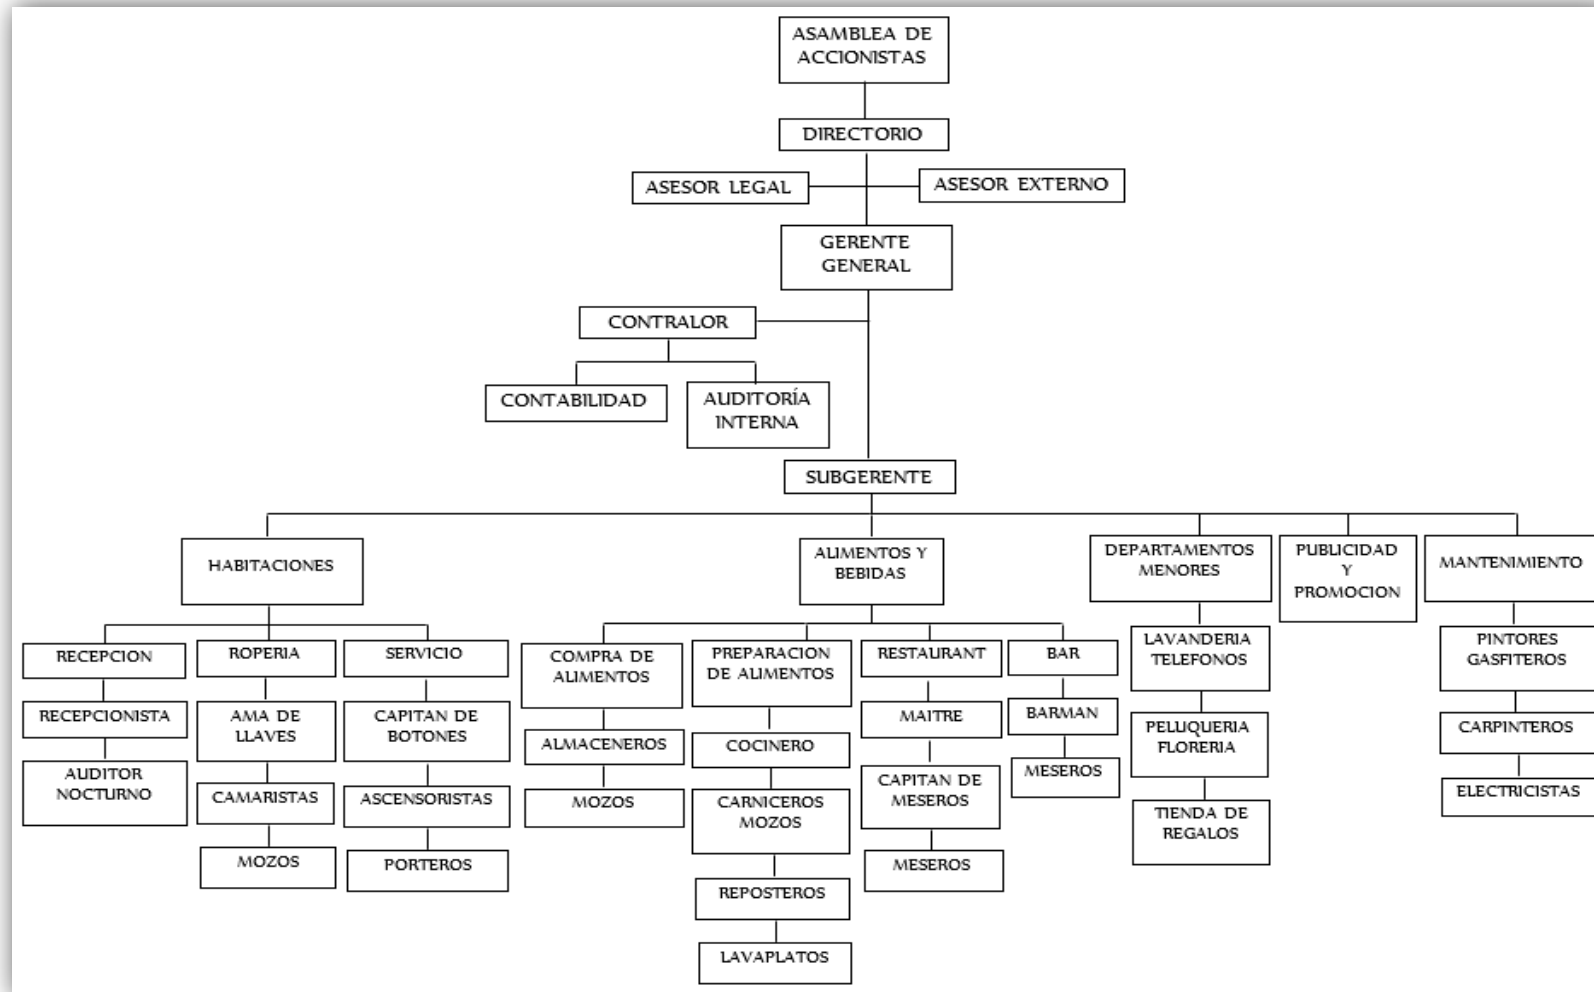 ASAMBLEA DE
ACCIONISTAS
DIRECTORIO
ASESOR LEGAL
ASESOR EXTERNO
GERENTE
GENERAL
CONTRALOR
CONTABILIDAD
AUDITORÍA
INTERNA
SUBGERENTE
HABITACIONES
ALIMENTOS Y
BEBIDAS
DEPARTAMENTOS
MENORES
PUBLICIDAD
Y
PROMOCION
MANTENIMIENTO
RECEPCION
RECEPCIONISTA
AUDITOR
NOCTURNO
ROPERIA
AMA DE
LLAVES
CAMARISTAS
MOZOS
SERVICIO
CAPITAN DE
BOTONES
ASCENSORISTAS
PORTEROS
COMPRA DE
ALIMENTOS
ALMACENEROS
MOZOS
PREPARACION
DE ALIMENTOS
COCINERO
CARNICEROS
MOZOS
REPOSTEROS
LAVAPLATOS
RESTAURANT
MAITRE
CAPITAN DE
MESEROS
MESEROS
BAR
BARMAN
MESEROS
LAVANDERIA
TELEFONOS
PELUQUERIA
FLORERIA
TIENDA DE
REGALOS
PINTORES
GASFITEROS
CARPINTEROS
ELECTRICISTAS